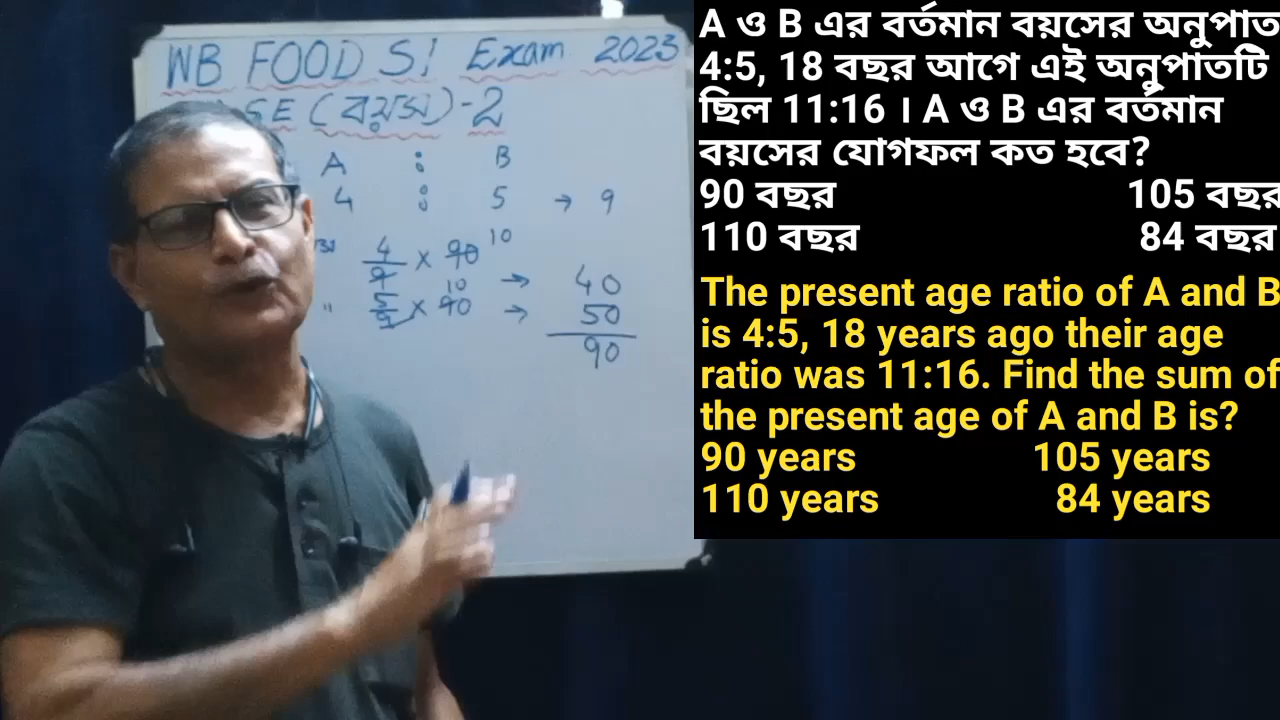 WB FOOD SI Exam 2023
SE (বয়স) -2
A : B
4 : 5 → 9
4/9 × 90 10 → 40
" 5/9 × 90 10 → 50
90
A ও B এর বর্তমান বয়সের অনুপাত
4:5, 18 বছর আগে এই অনুপাতটি
ছিল 11:16 । A ও B এর বর্তমান
বয়সের যোগফল কত হবে?
90 বছর 105 বছর
110 বছর 84 বছর
The present age ratio of A and B
is 4:5, 18 years ago their age
ratio was 11:16. Find the sum of
the present age of A and B is?
90 years 105 years
110 years 84 years